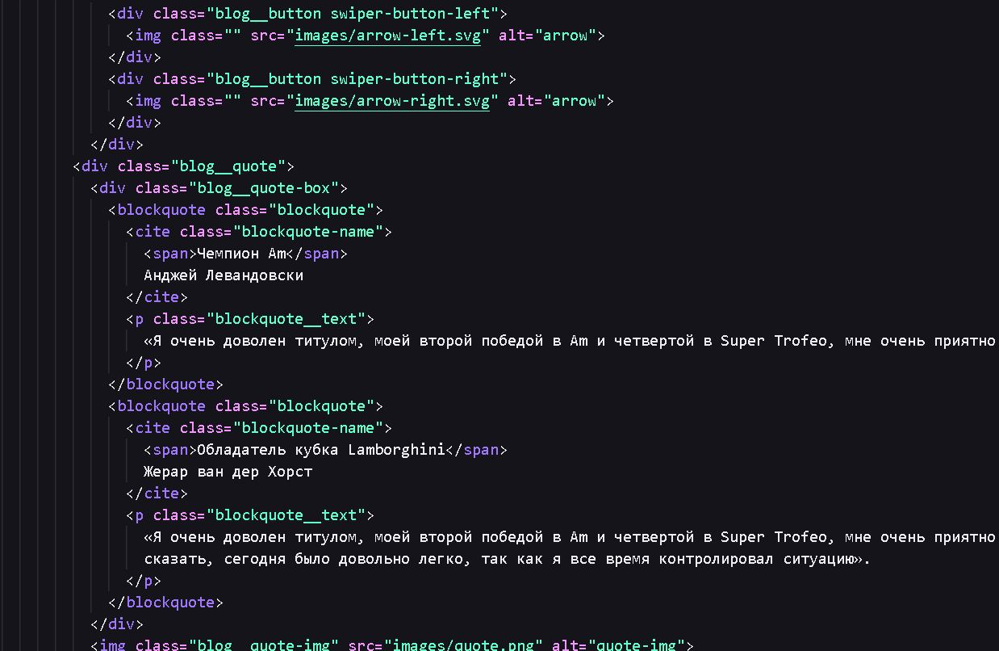 <div class="blog__button swiper-button-left">
<img class="" src="images/arrow-left.svg" alt="arrow">
</div>
<div class="blog__button swiper-button-right">
<img class="" src="images/arrow-right.svg" alt="arrow">
</div>
</div>
<div class="blog__quote">
<div class="blog__quote-box">
<blockquote class="blockquote">
<cite class="blockquote-name">
<span>Чемпион Am</span>
Анджей Левандовски
</cite>
<p class="blockquote__text">
«Я очень доволен титулом, моей второй победой в Am и четвертой в Super Trofeo, мне очень приятно
</p>
</blockquote>
<blockquote class="blockquote">
<cite class="blockquote-name">
<span>Обладатель кубка Lamborghini</span>
Жерар ван дер Хорст
</cite>
<p class="blockquote__text">
«Я очень доволен титулом, моей второй победой в Am и четвертой в Super Trofeo, мне очень приятно
сказать, сегодня было довольно легко, так как я все время контролировал ситуацию».
</p>
</blockquote>
</div>
<img class="blog__quote-img" src="images/quote.png" alt="quote-img">